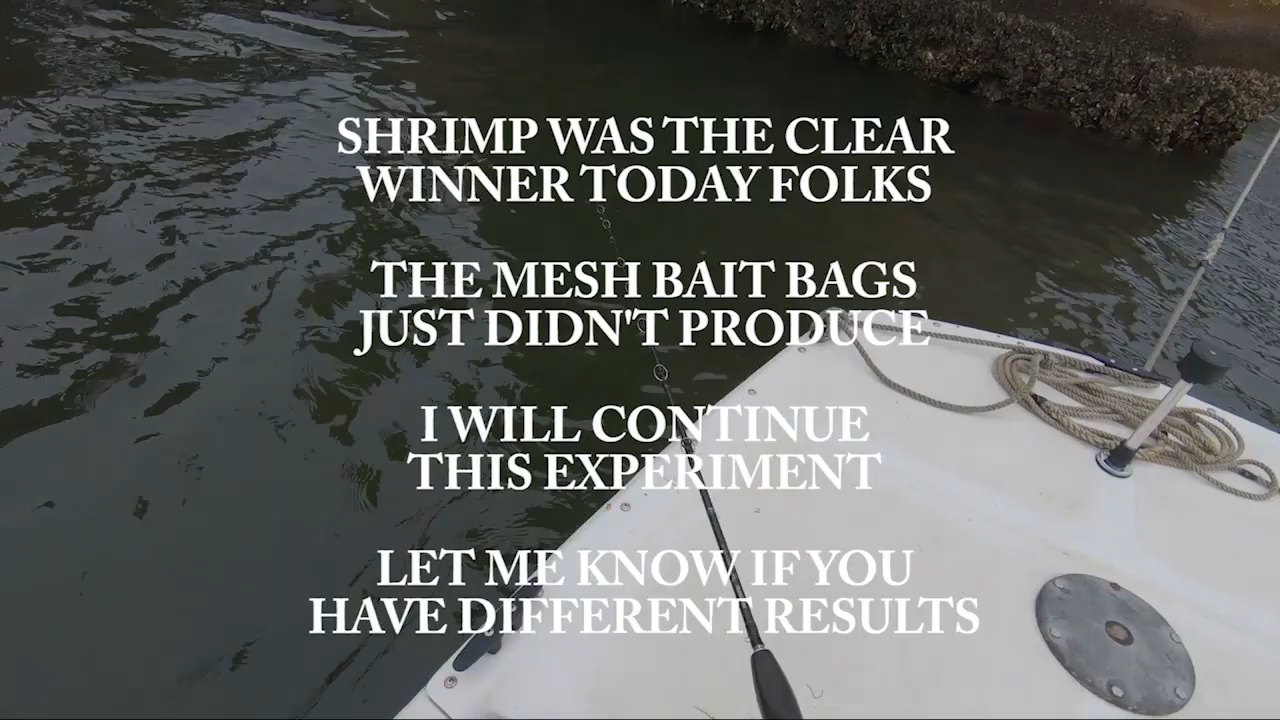 SHRIMP WAS THE CLEAR
WINNER TODAY FOLKS
THE MESH BAIT BAGS
JUST DIDN'T PRODUCE
I WILL CONTINUE
THIS EXPERIMENT
LET ME KNOW IF YOU
HAVE DIFFERENT RESULTS